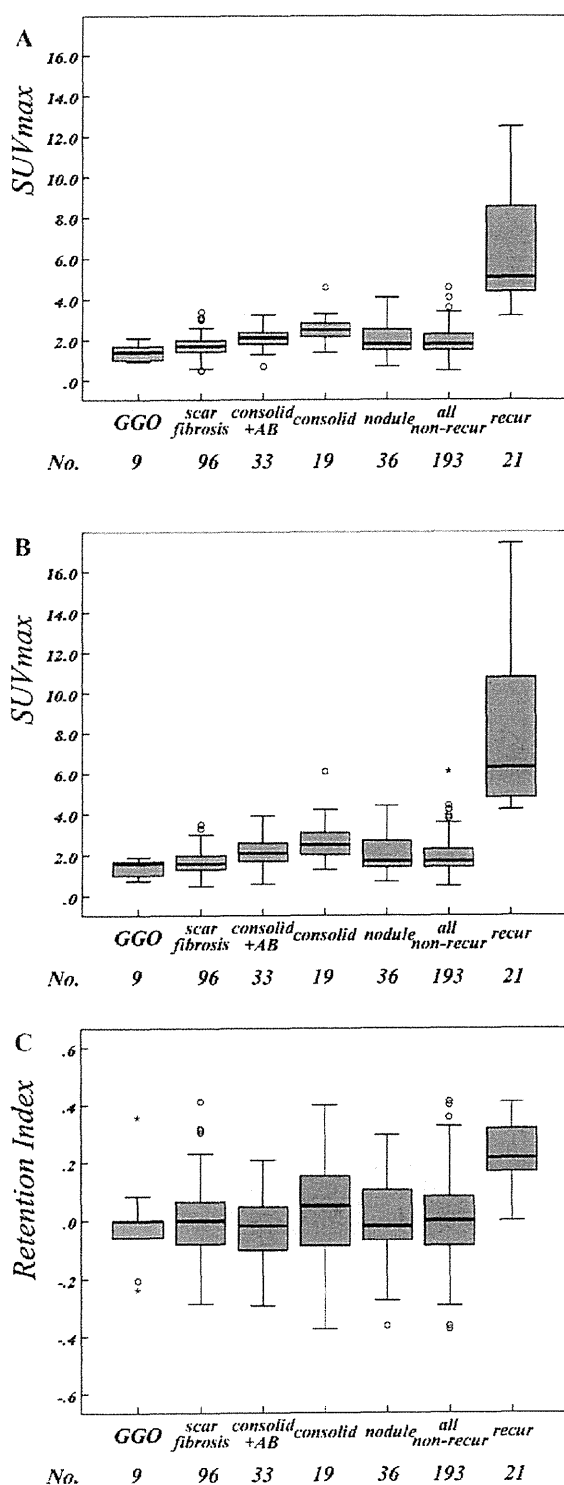 A
SUVmax
16.0
14.0
12.0
10.0
8.0
6.0
4.0
2.0
.0
GGO
scar
fibrosis
consolid
+AB
consolid
nodule
all
non-recur
recur
No. 9 96 33 19 36 193 21
B
SUVmax
16.0
14.0
12.0
10.0
8.0
6.0
4.0
2.0
.0
GGO
scar
fibrosis
consolid
+AB
consolid
nodule
all
non-recur
recur
No. 9 96 33 19 36 193 21
C
Retention Index
.6
.4
.2
.0
-.2
-.4
-.6
GGO
scar
fibrosis
consolid
+AB
consolid
nodule
all
non-recur
recur
No. 9 96 33 19 36 193 21